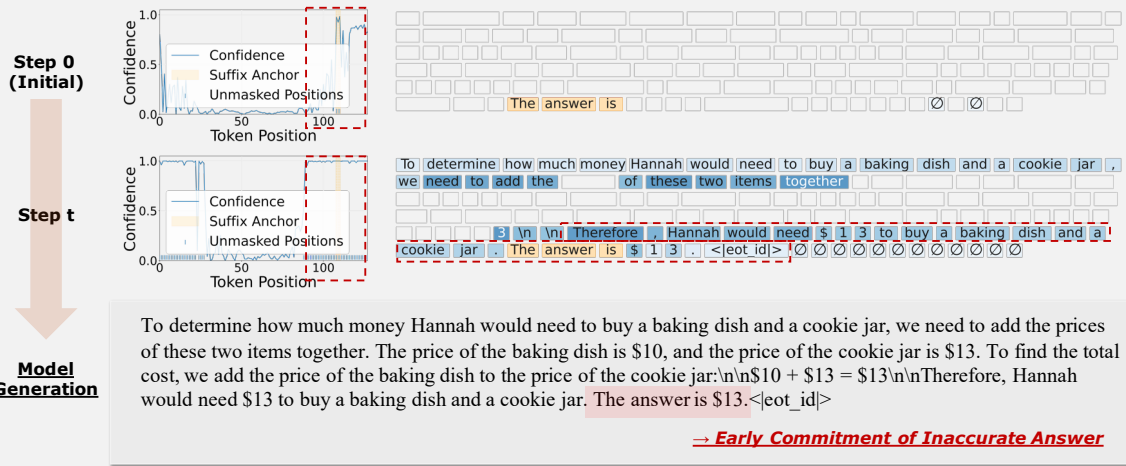 Step 0
(Initial)
Confidence
1.0
0.5
0.0
Confidence
Suffix Anchor
Unmasked Positions
0 50 100
Token Position
The answer is ∅ ∅
Step t
Confidence
1.0
0.5
0.0
Confidence
Suffix Anchor
Unmasked Positions
0 50 100
Token Position
To determine how much money Hannah would need to buy a baking dish and a cookie jar ,
we need to add the of these two items together
3 \n \n Therefore , Hannah would need $ 1 3 to buy a baking dish and a
cookie jar . The answer is $ 1 3 . <|eot_id|> ∅ ∅ ∅ ∅ ∅ ∅ ∅ ∅ ∅ ∅ ∅ ∅
Model
Generation
To determine how much money Hannah would need to buy a baking dish and a cookie jar, we need to add the prices
of these two items together. The price of the baking dish is $10, and the price of the cookie jar is $13. To find the total
cost, we add the price of the baking dish to the price of the cookie jar:\n\n$10 + $13 = $13\n\nTherefore, Hannah
would need $13 to buy a baking dish and a cookie jar. The answer is $13.<|eot_id|>
→ Early Commitment of Inaccurate Answer